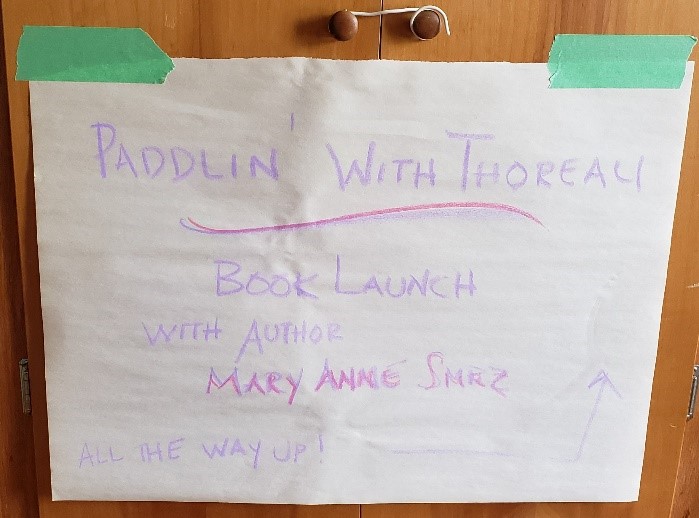 PADDLIN' WITH THOREAU
BOOK LAUNCH
WITH AUTHOR
MARY ANNE SMRZ
ALL THE WAY UP!